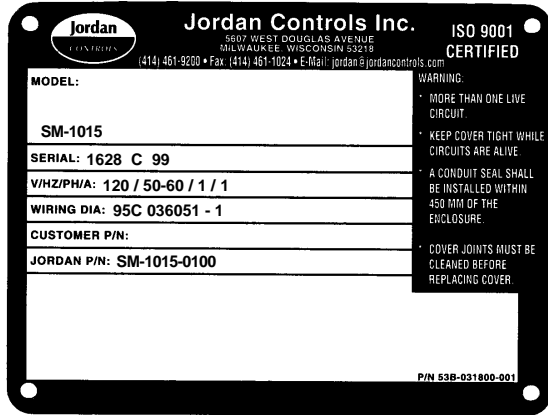 Jordan
CONTROLS
Jordan Controls Inc.
5607 WEST DOUGLAS AVENUE
MILWAUKEE, WISCONSIN 53218
(414) 461-9200 • Fax: (414) 461-1024 • E-Mail: jordan@jordancontrols.com
ISO 9001
CERTIFIED
MODEL:
SM-1015
SERIAL: 1628 C 99
V/HZ/PH/A: 120 / 50-60 / 1 / 1
WIRING DIA: 95C 036051 - 1
CUSTOMER P/N:
JORDAN P/N: SM-1015-0100
WARNING:
• MORE THAN ONE LIVE
CIRCUIT.
• KEEP COVER TIGHT WHILE
CIRCUITS ARE ALIVE.
• A CONDUIT SEAL SHALL
BE INSTALLED WITHIN
450 MM OF THE
ENCLOSURE.
• COVER JOINTS MUST BE
CLEANED BEFORE
REPLACING COVER.
P/N 53B-031800-001